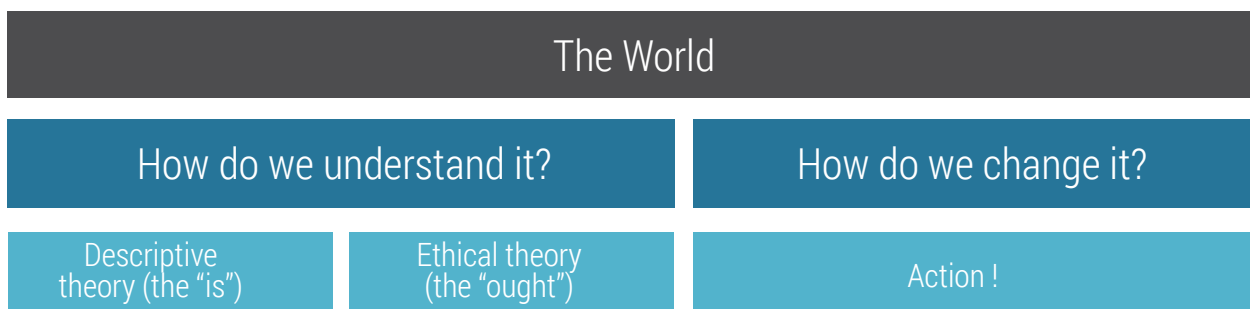 The World
How do we understand it?
How do we change it?
Descriptive
theory (the “is”)
Ethical theory
(the “ought”)
Action !